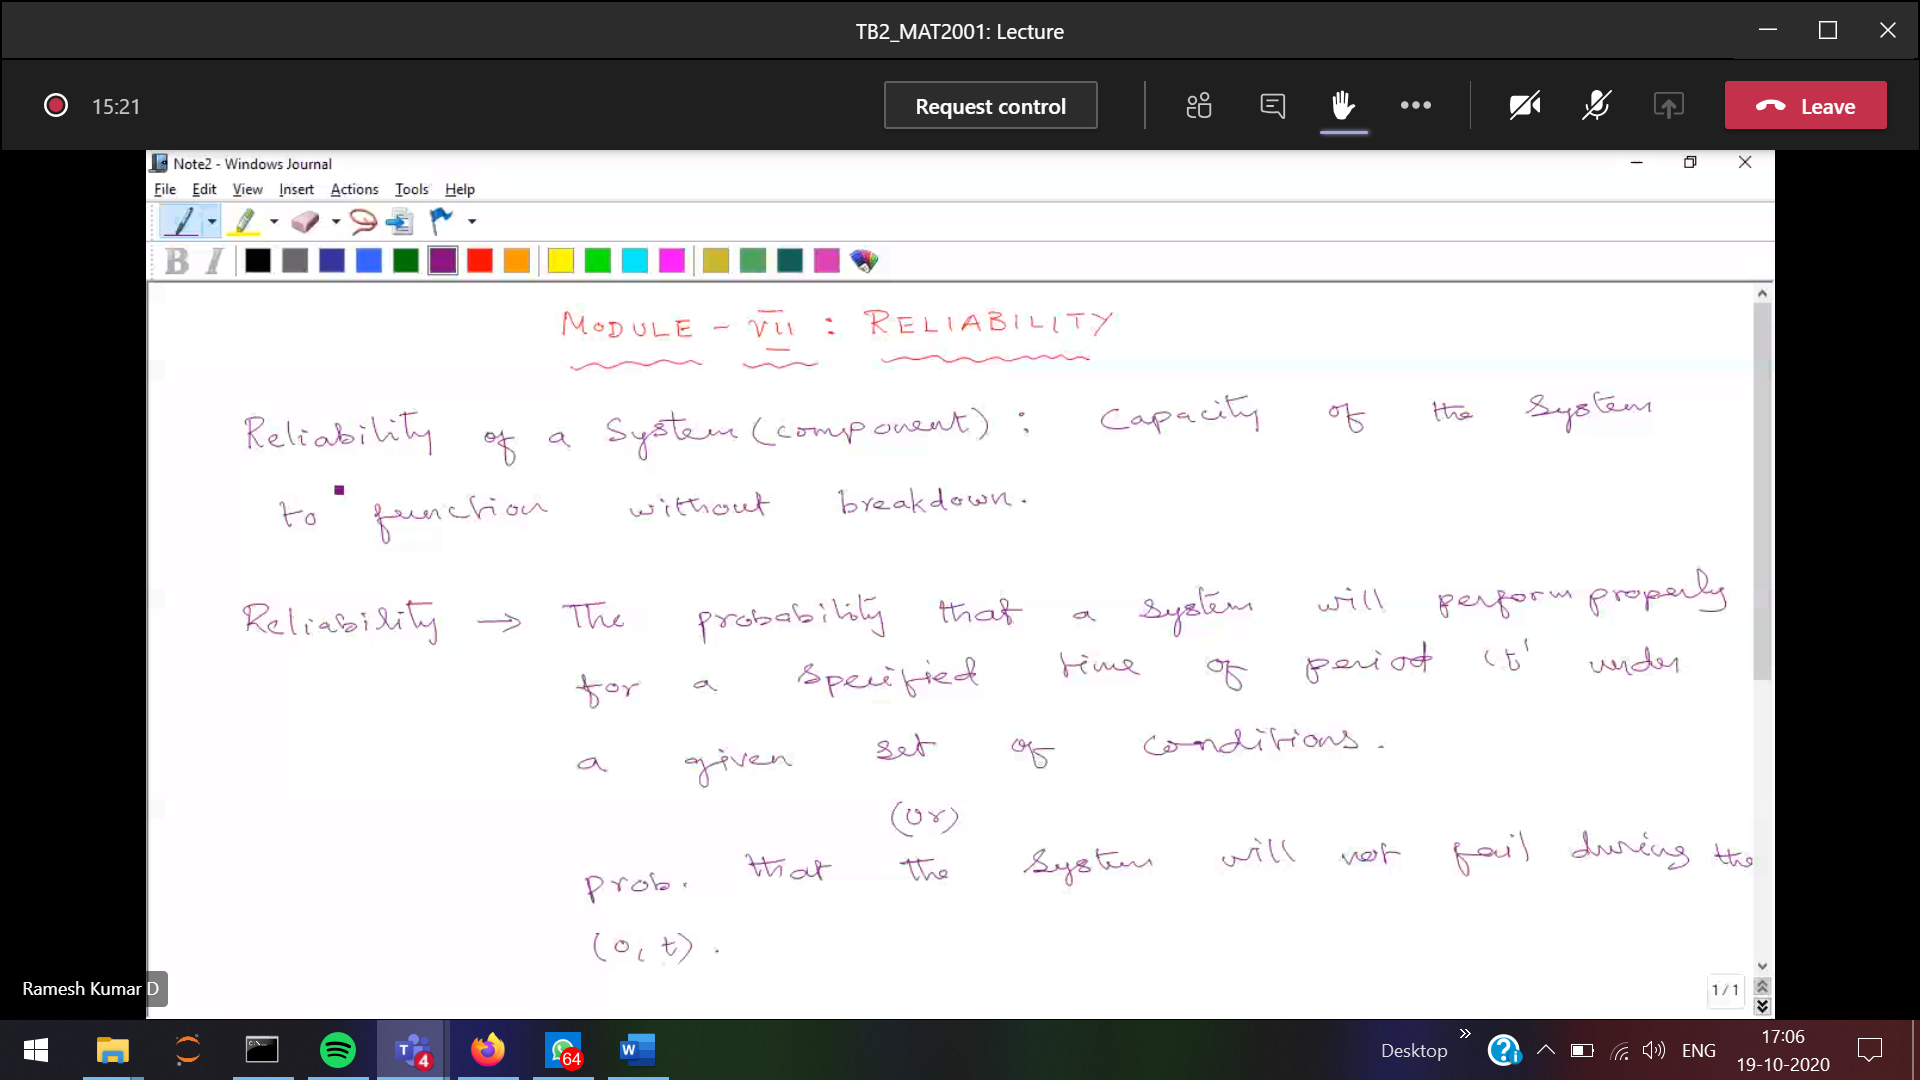 TB2_MAT2001: Lecture
15:21
Request control
Leave
Note2 - Windows Journal
File Edit View Insert Actions Tools Help
B I
MODULE - VII : RELIABILITY
Reliability of a system (component) : Capacity of the system
to function without breakdown.
Reliability → The probability that a system will perform properly
for a specified time of period 't' under
a given set of conditions.
(or)
prob. that the system will not fail during the
(0, t).
Ramesh Kumar D
1 / 1
4
64
Desktop
ENG
17:06
19-10-2020